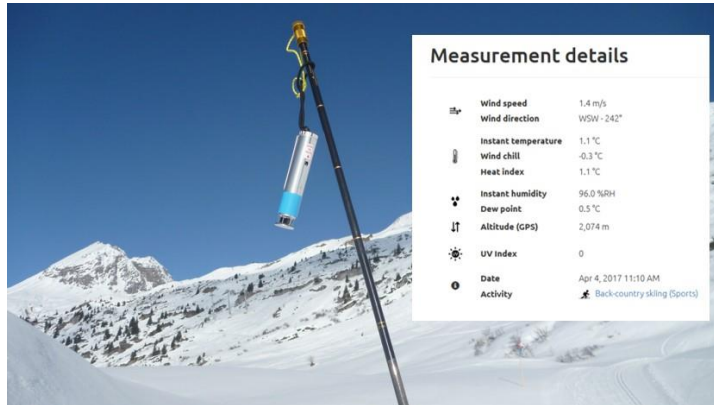 Measurement details
Wind speed 1.4 m/s
Wind direction WSW - 242°
Instant temperature 1.1 °C
Wind chill -0.3 °C
Heat index 1.1 °C
Instant humidity 96.0 %RH
Dew point 0.5 °C
Altitude (GPS) 2,074 m
UV Index 0
Date Apr 4, 2017 11:10 AM
Activity Back-country skiing (Sports)